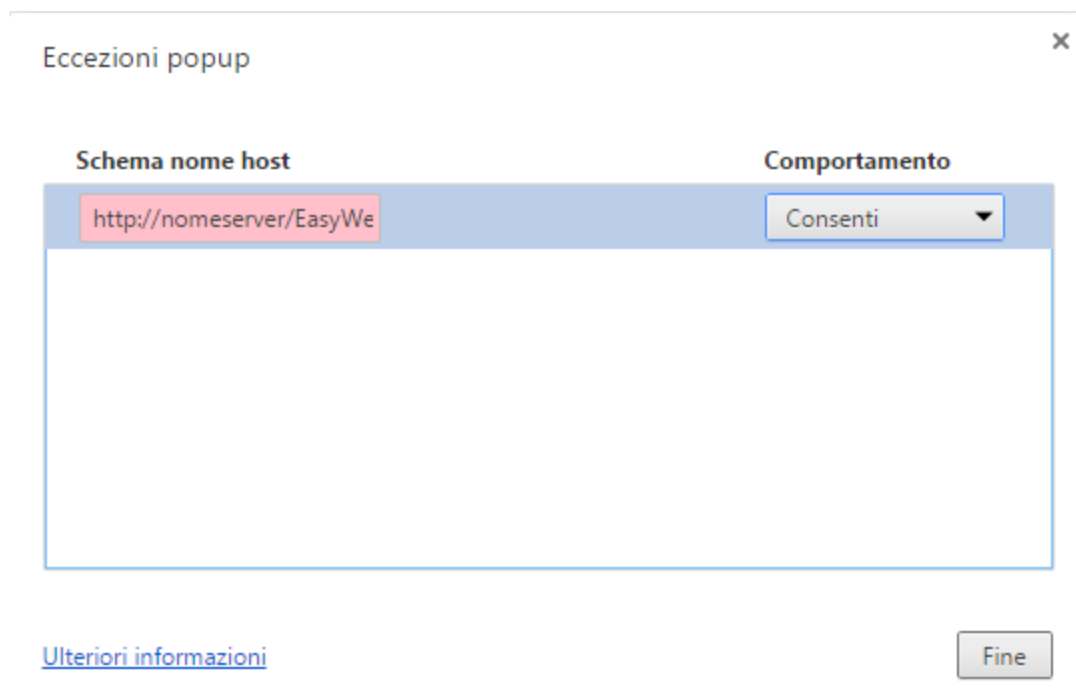 Eccezioni popup
Schema nome host Comportamento
http://nomeserver/EasyWe Consenti
Ulteriori informazioni Fine